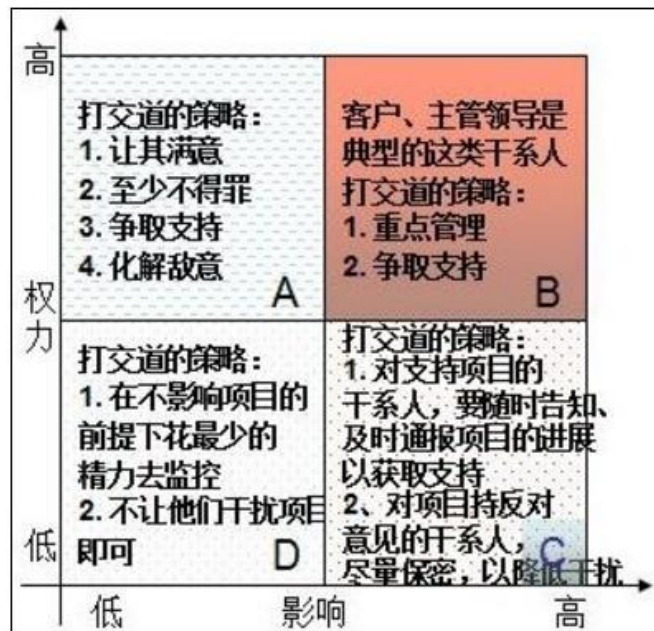 高
打交道的策略：
1. 让其满意
2. 至少不得罪
3. 争取支持
4. 化解敌意
A
客户、主管领导是
典型的这类干系人
打交道的策略：
1. 重点管理
2. 争取支持
B
权
力
打交道的策略：
1. 在不影响项目的
前提下花最少的
精力去监控
2. 不让他们干扰项目
即可
D
打交道的策略：
1. 对支持项目的
干系人，要随时告知、
及时通报项目的进展
以获取支持
2、对项目持反对
意见的干系人，
尽量保密，以降低干扰
C
低
低
影响
高